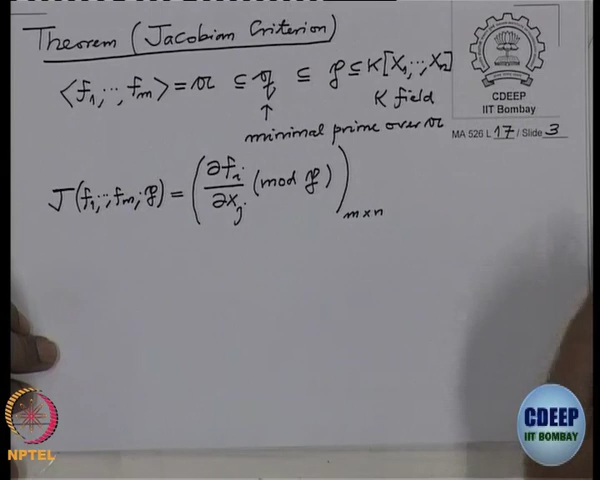 Theorem (Jacobian Criterion)
⟨f₁,…,fₘ⟩ = 𝔞 ⊆ 𝔮 ⊆ 𝔭 ⊆ K[X₁,…,Xₙ]
K field
↑
minimal prime over 𝔞
J(f₁,…,fₘ; 𝔭) = (∂fᵢ/∂Xⱼ (mod 𝔭))ₘₓₙ
CDEEP
IIT Bombay
MA 526 L 17 / Slide 3
NPTEL
CDEEP
IIT BOMBAY